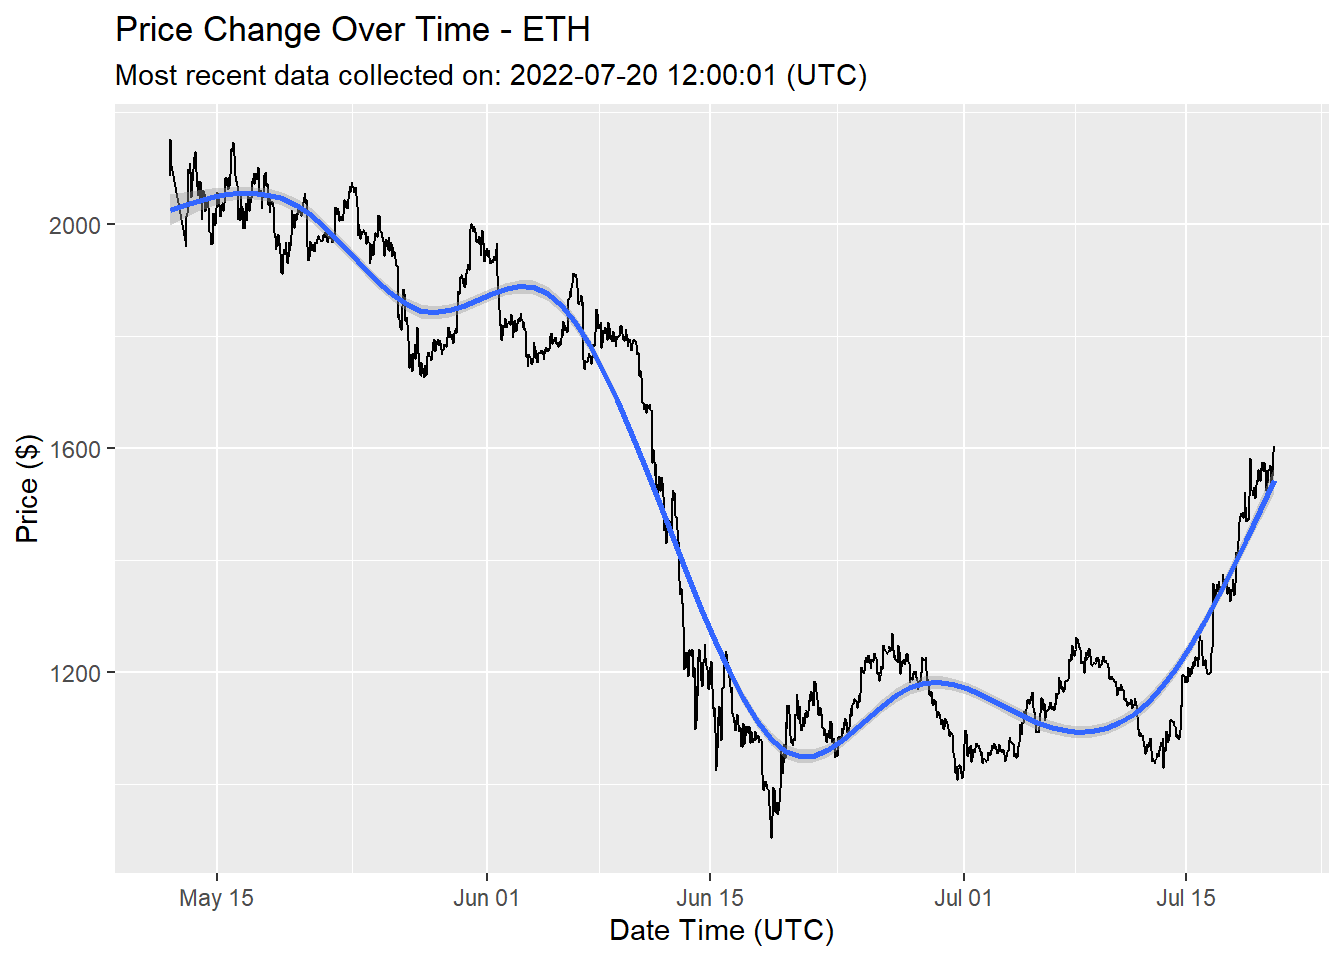 Price Change Over Time - ETH
Most recent data collected on: 2022-07-20 12:00:01 (UTC)
Price ($)
2000
1600
1200
May 15
Jun 01
Jun 15
Jul 01
Jul 15
Date Time (UTC)